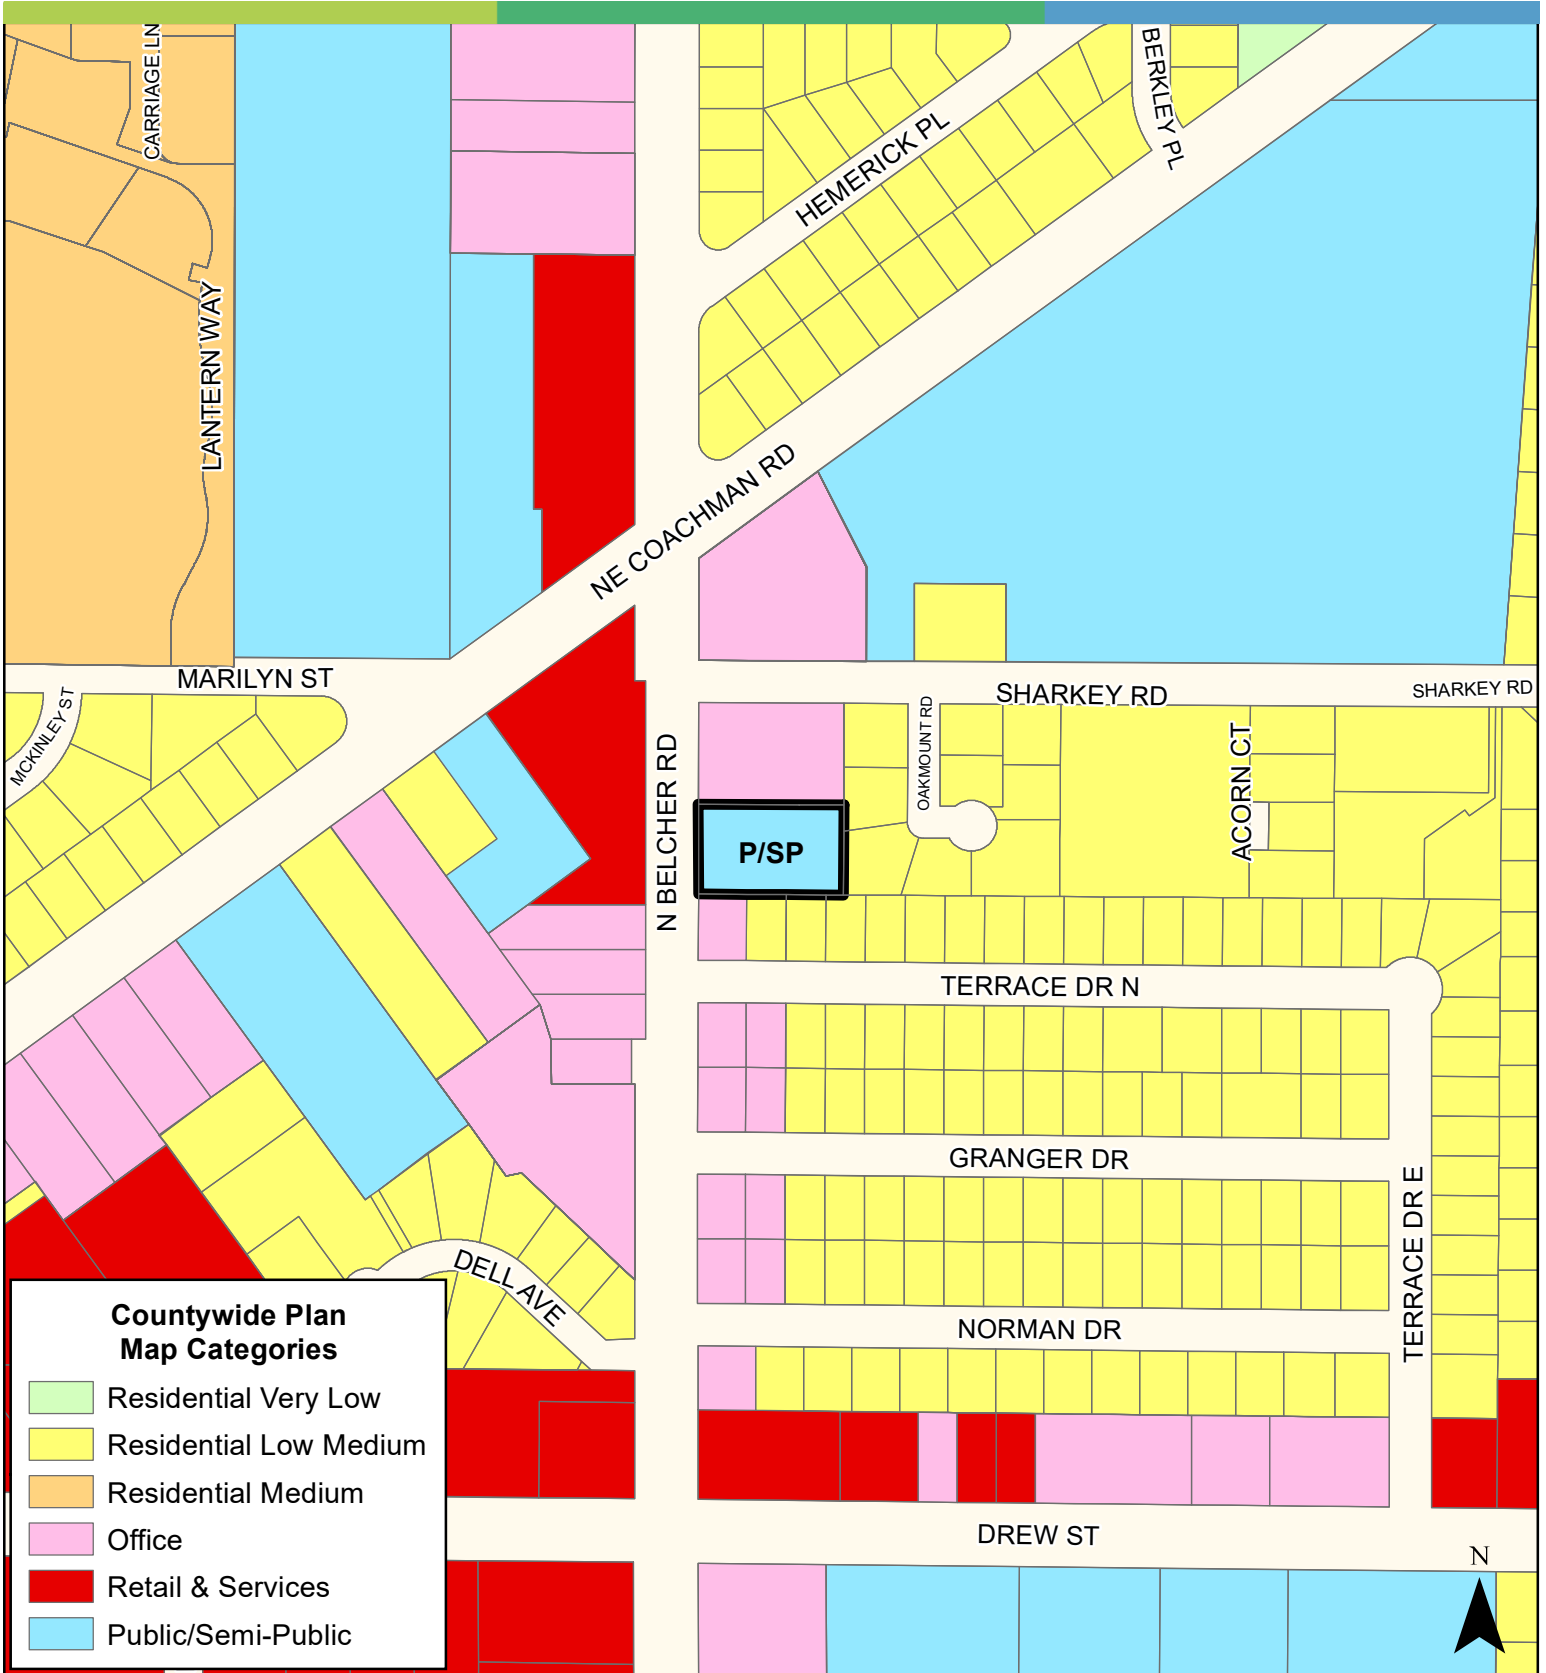 CARRIAGE LN
BERKLEY PL
HEMERICK PL
LANTERN WAY
NE COACHMAN RD
MARILYN ST
SHARKEY RD
SHARKEY RD
MCKINLEY ST
OAKMOUNT RD
ACORN CT
N BELCHER RD
P/SP
TERRACE DR N
GRANGER DR
TERRACE DR E
DELL AVE
NORMAN DR
DREW ST
N
Countywide Plan
Map Categories
Residential Very Low
Residential Low Medium
Residential Medium
Office
Retail & Services
Public/Semi-Public